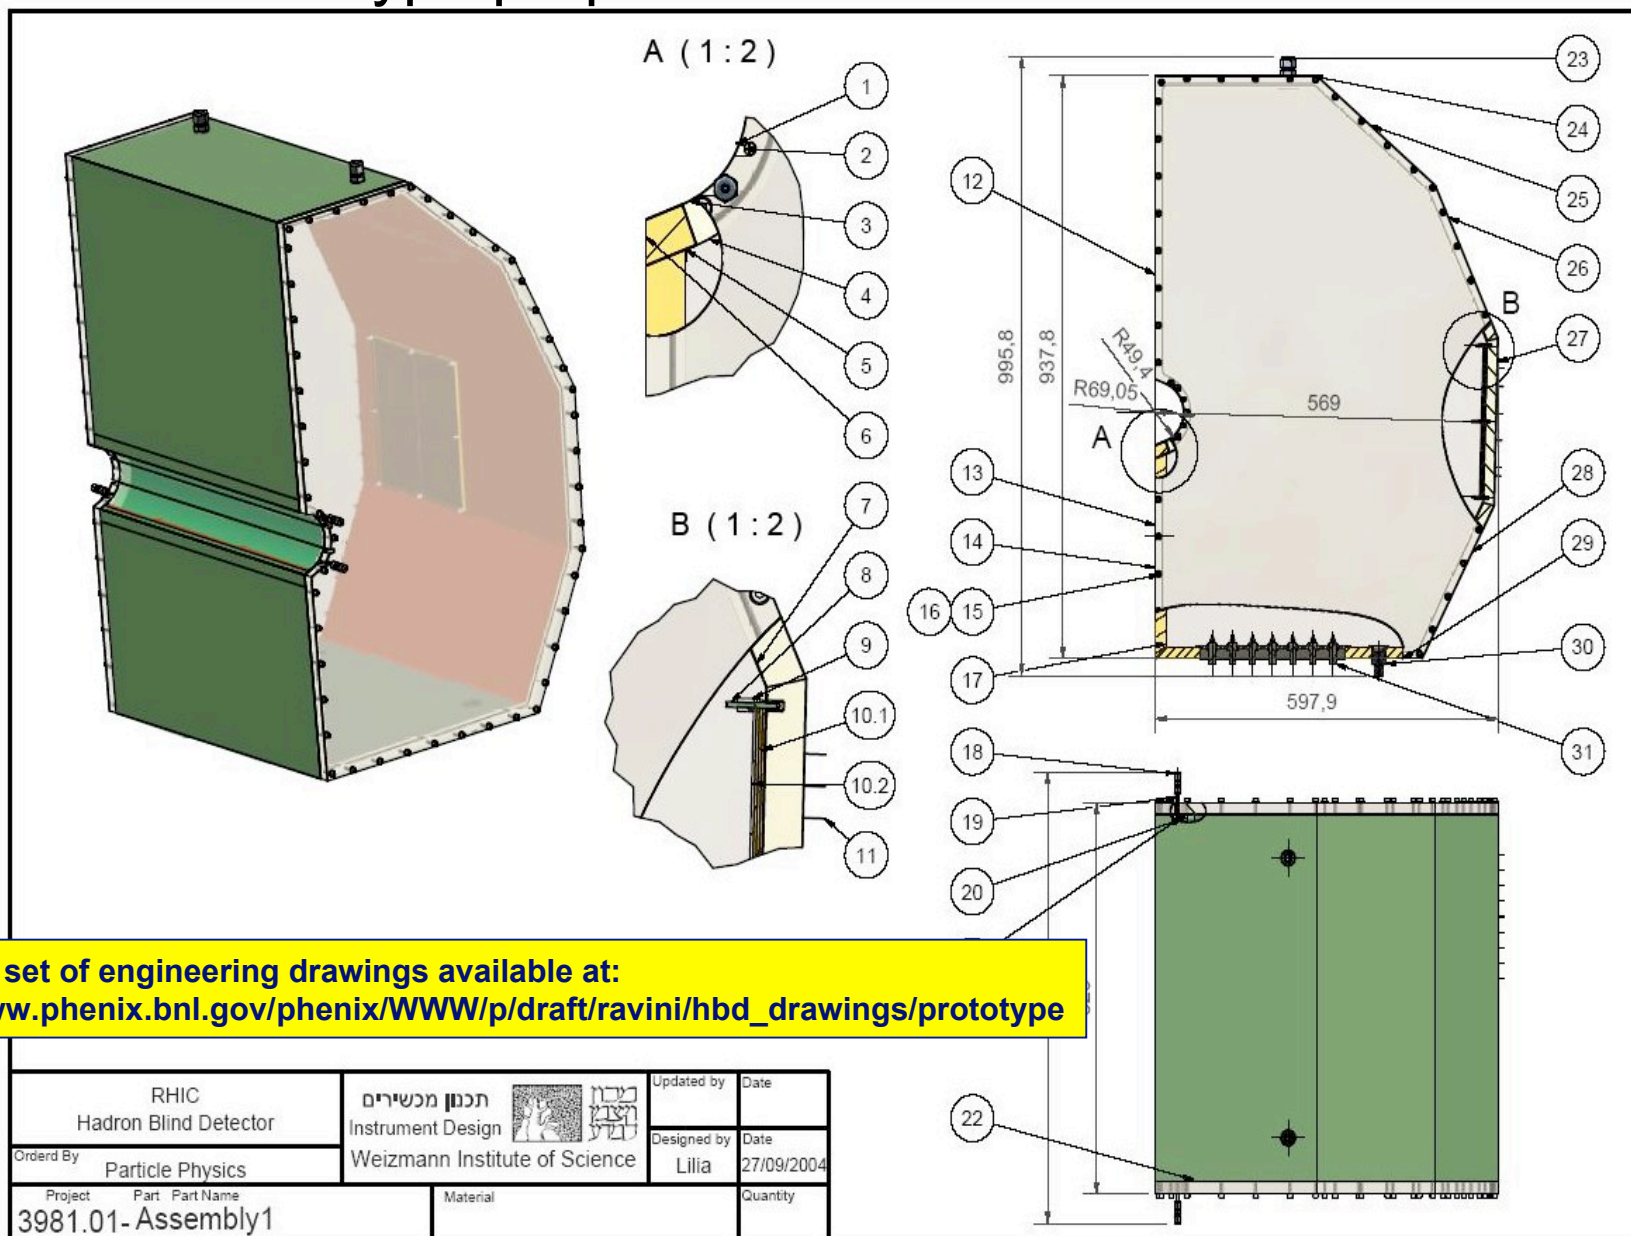 A (1:2)
1
2
3
4
5
6
B (1:2)
7
8
9
10.1
10.2
11
12
13
14
16 15
17
18
19
20
22
23
24
25
26
B
27
28
29
30
31
995,8
937,8
R49,4
R69,05
569
A
597,9
set of engineering drawings available at:
ww.phenix.bnl.gov/phenix/WWW/p/draft/ravini/hbd_drawings/prototype
RHIC
Hadron Blind Detector
Orderd By
Particle Physics
תכנון מכשירים
Instrument Design
מכון
ויצמן
למדע
Weizmann Institute of Science
Updated by
Date
Designed by
Lilia
Date
27/09/2004
Project Part Part Name
3981.01- Assembly1
Material
Quantity